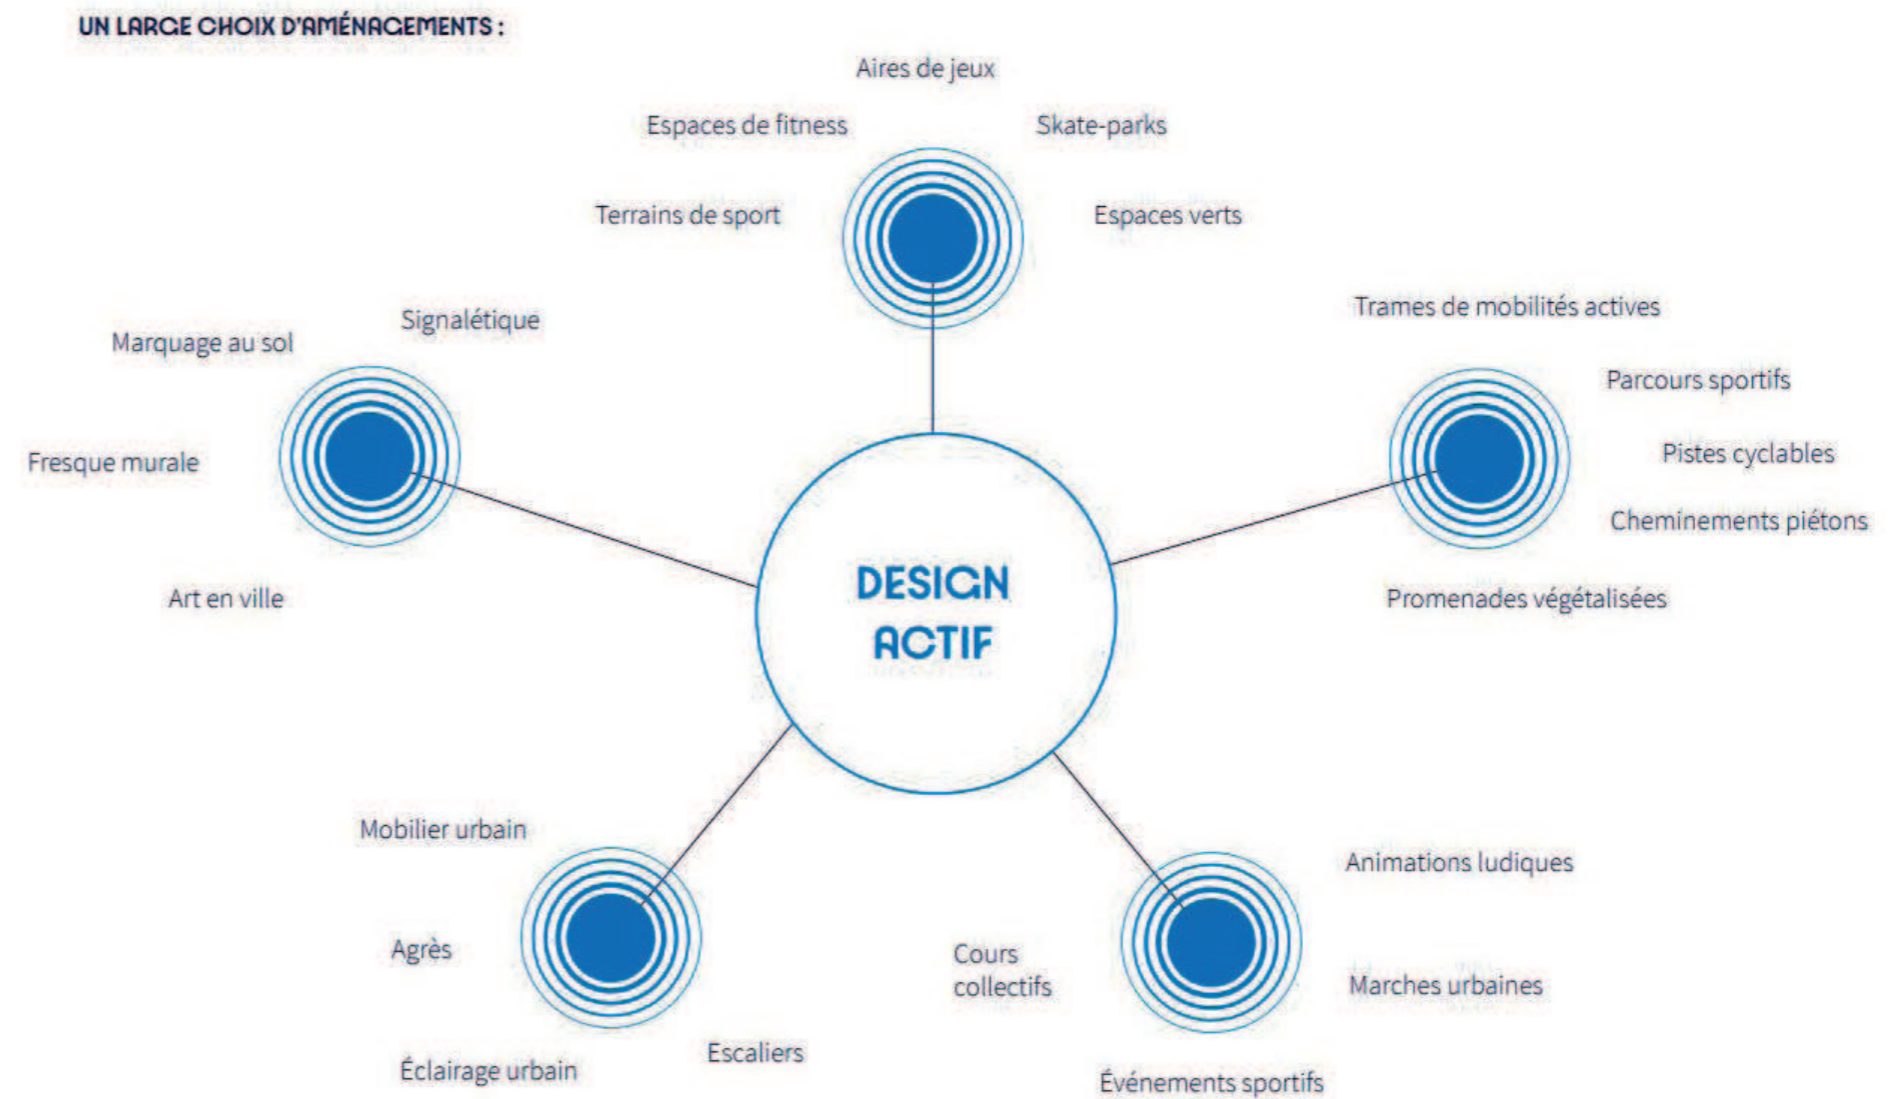 UN LARGE CHOIX D'AMÉNAGEMENTS :
Aires de jeux
Espaces de fitness
Skate-parks
Terrains de sport
Espaces verts
Signalétique
Marquage au sol
Fresque murale
Art en ville
Trames de mobilités actives
Parcours sportifs
Pistes cyclables
Cheminements piétons
Promenades végétalisées
DESIGN
ACTIF
Mobilier urbain
Agrès
Éclairage urbain
Escaliers
Animations ludiques
Cours
collectifs
Marches urbaines
Événements sportifs